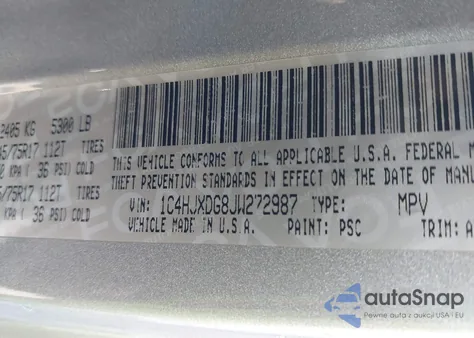 2405 KG 5300 LB
5/75R17 112T TIRES
KPA ( 36 PSI) COLD
5/75R17 112T TIRES
KPA ( 36 PSI) COLD
THIS VEHICLE CONFORMS TO ALL APPLICABLE U.S.A. FEDERAL M
THEFT PREVENTION STANDARDS IN EFFECT ON THE DATE OF MANU
VIN: 1C4HJXDG8JW272987 TYPE: MPV
VEHICLE MADE IN U.S.A. PAINT: PSC TRIM: A
autoSnap
Pewne auta z aukcji USA i EU